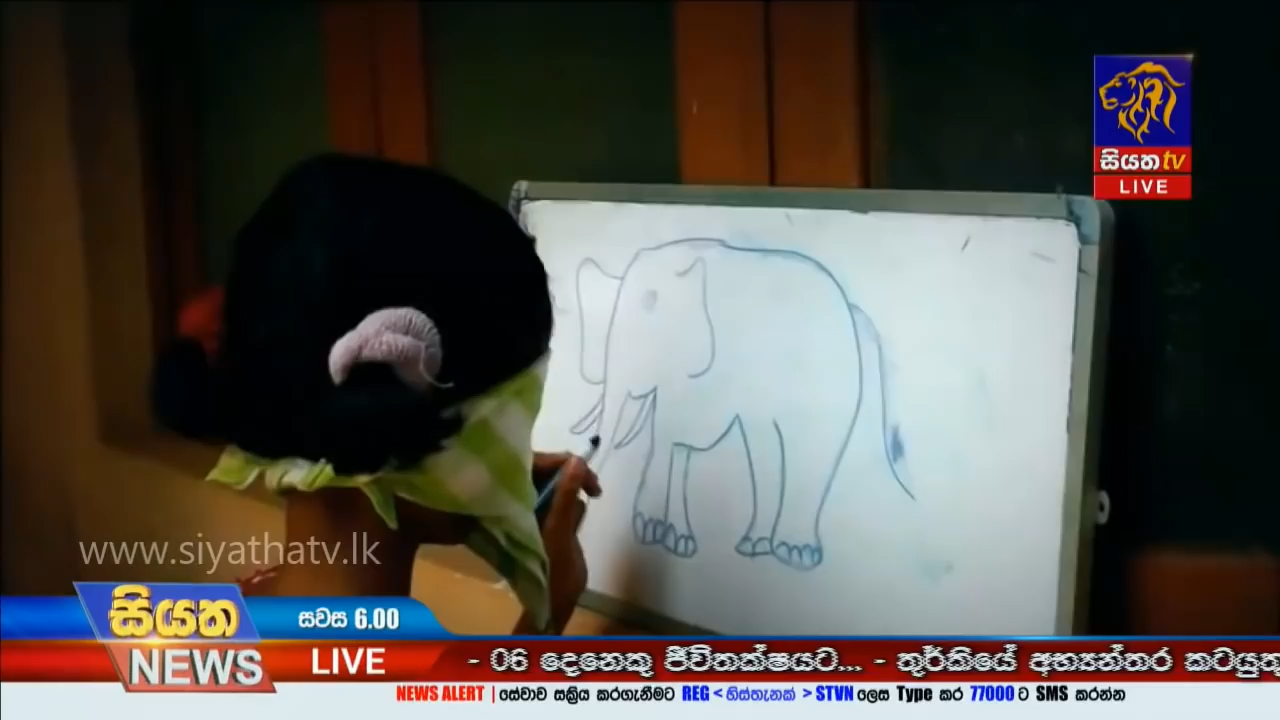 සියත tv
LIVE
www.siyathatv.lk
සියත
NEWS
සවස 6.00
LIVE
- 06 දෙනෙකු ජීවිතක්ෂයට... - තුර්කියේ අභ්‍යන්තර කටයුතු
NEWS ALERT | සේවාව සක්‍රිය කරගැනීමට REG < හිස්තැනක් > STVN ලෙස Type කර 77000 ට SMS කරන්න